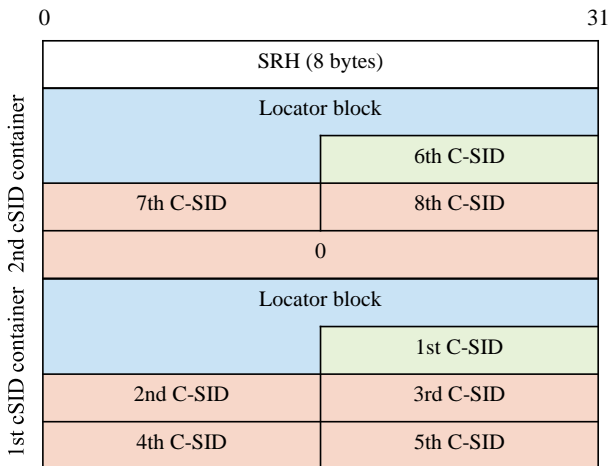 0 31
SRH (8 bytes)
2nd cSID container
Locator block
6th C-SID
7th C-SID 8th C-SID
0
1st cSID container
Locator block
1st C-SID
2nd C-SID 3rd C-SID
4th C-SID 5th C-SID